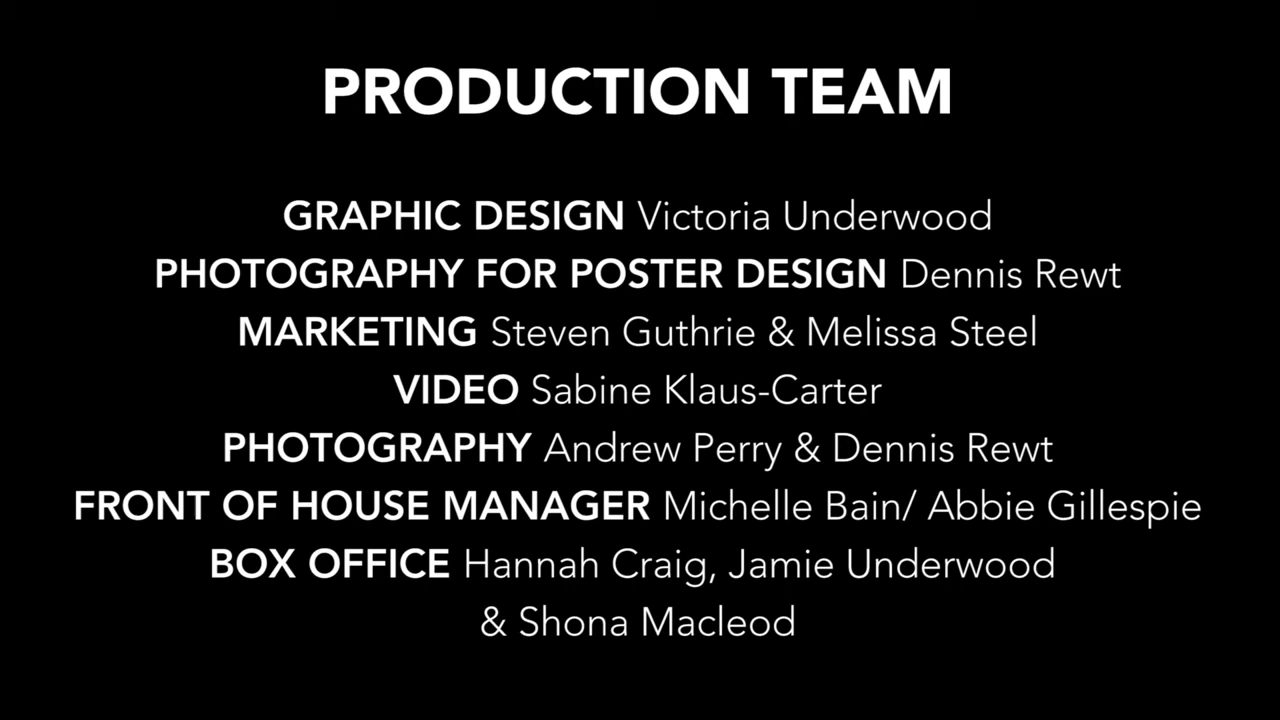 PRODUCTION TEAM
GRAPHIC DESIGN Victoria Underwood
PHOTOGRAPHY FOR POSTER DESIGN Dennis Rewt
MARKETING Steven Guthrie & Melissa Steel
VIDEO Sabine Klaus-Carter
PHOTOGRAPHY Andrew Perry & Dennis Rewt
FRONT OF HOUSE MANAGER Michelle Bain/ Abbie Gillespie
BOX OFFICE Hannah Craig, Jamie Underwood
& Shona Macleod